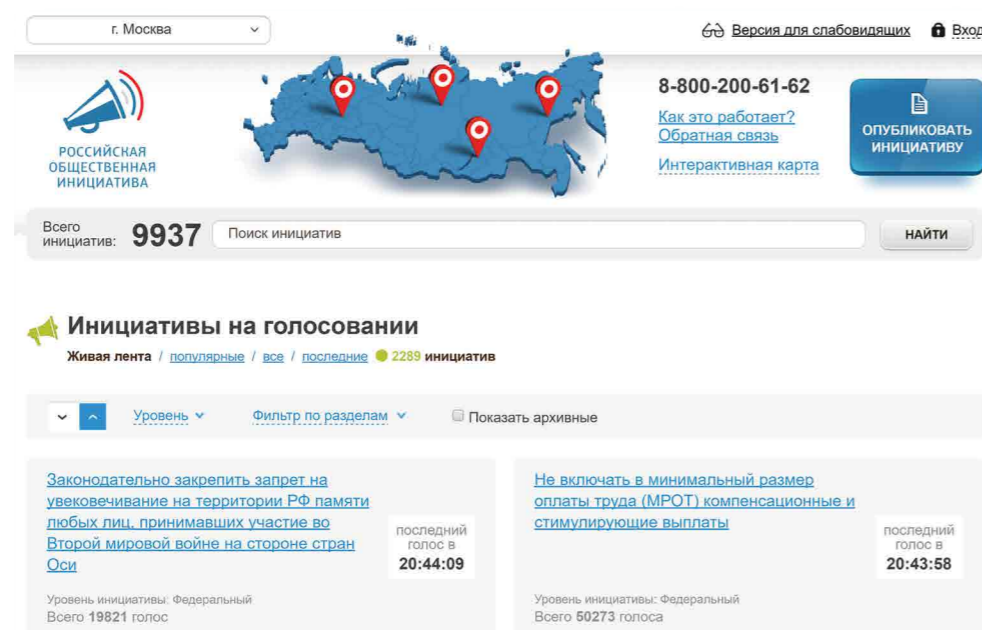 г. Москва
Версия для слабовидящих
Вход
РОССИЙСКАЯ
ОБЩЕСТВЕННАЯ
ИНИЦИАТИВА
8-800-200-61-62
Как это работает?
Обратная связь
Интерактивная карта
ОПУБЛИКОВАТЬ
ИНИЦИАТИВУ
Всего
инициатив:
9937
Поиск инициатив
НАЙТИ
Инициативы на голосовании
Живая лента / популярные / все / последние 2289 инициатив
Уровень Фильтр по разделам Показать архивные
Законодательно закрепить запрет на
увековечивание на территории РФ памяти
любых лиц, принимавших участие во
Второй мировой войне на стороне стран
Оси
последний
голос в
20:44:09
Уровень инициативы: Федеральный
Всего 19821 голос
Не включать в минимальный размер
оплаты труда (МРОТ) компенсационные и
стимулирующие выплаты
последний
голос в
20:43:58
Уровень инициативы: Федеральный
Всего 50273 голоса